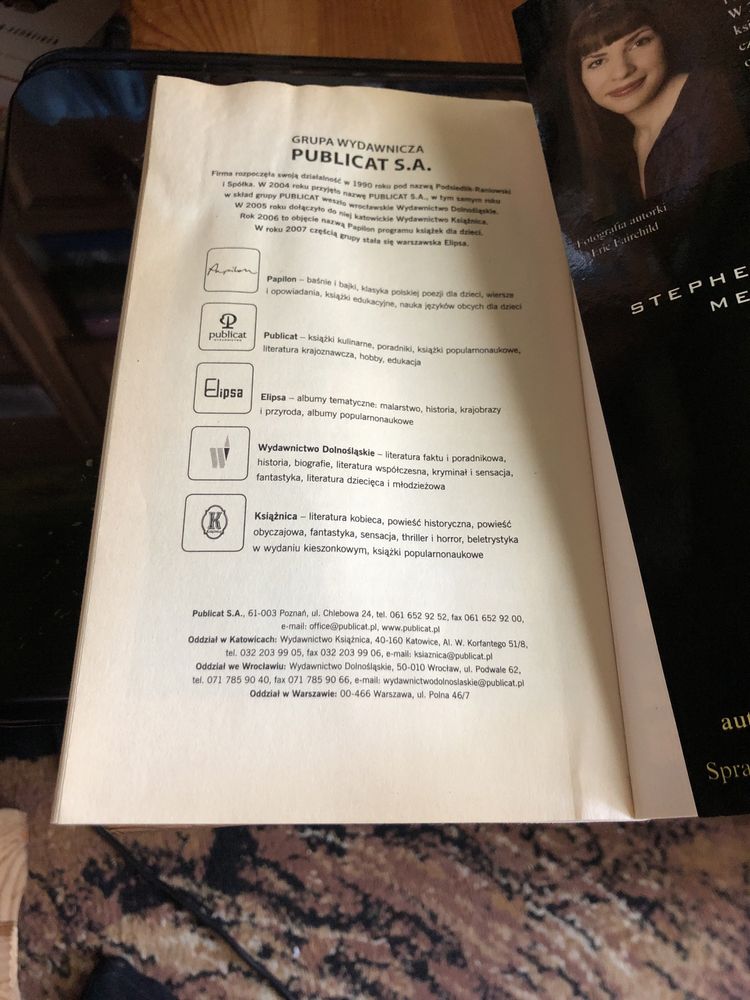 GRUPA WYDAWNICZA
PUBLICAT S.A.
Firma rozpoczęła swoją działalność w 1990 roku pod nazwą Podsiedlik-Raniowski
i Spółka. W 2004 roku przyjęto nazwę PUBLICAT S.A., w tym samym roku
w skład grupy PUBLICAT weszło wrocławskie Wydawnictwo Dolnośląskie.
W 2005 roku dołączyło do niej katowickie Wydawnictwo Książnica.
Rok 2006 to objęcie nazwą Papilon programu książek dla dzieci.
W roku 2007 częścią grupy stała się warszawska Elipsa.
Papilon
Papilon – baśnie i bajki, klasyka polskiej poezji dla dzieci, wiersze
i opowiadania, książki edukacyjne, nauka języków obcych dla dzieci
publicat
Publicat – książki kulinarne, poradniki, książki popularnonaukowe,
literatura krajoznawcza, hobby, edukacja
Elipsa
Elipsa – albumy tematyczne: malarstwo, historia, krajobrazy
i przyroda, albumy popularnonaukowe
W
Wydawnictwo Dolnośląskie – literatura faktu i poradnikowa,
historia, biografie, literatura współczesna, kryminał i sensacja,
fantastyka, literatura dziecięca i młodzieżowa
K
Książnica – literatura kobieca, powieść historyczna, powieść
obyczajowa, fantastyka, sensacja, thriller i horror, beletrystyka
w wydaniu kieszonkowym, książki popularnonaukowe
Publicat S.A., 61-003 Poznań, ul. Chlebowa 24, tel. 061 652 92 52, fax 061 652 92 00,
e-mail: office@publicat.pl, www.publicat.pl
Oddział w Katowicach: Wydawnictwo Książnica, 40-160 Katowice, Al. W. Korfantego 51/8,
tel. 032 203 99 05, fax 032 203 99 06, e-mail: ksiaznica@publicat.pl
Oddział we Wrocławiu: Wydawnictwo Dolnośląskie, 50-010 Wrocław, ul. Podwale 62,
tel. 071 785 90 40, fax 071 785 90 66, e-mail: wydawnictwodolnoslaskie@publicat.pl
Oddział w Warszawie: 00-466 Warszawa, ul. Polna 46/7
Fotografia autorki
Eric Fairchild
STEPHE
ME
aut
Spra